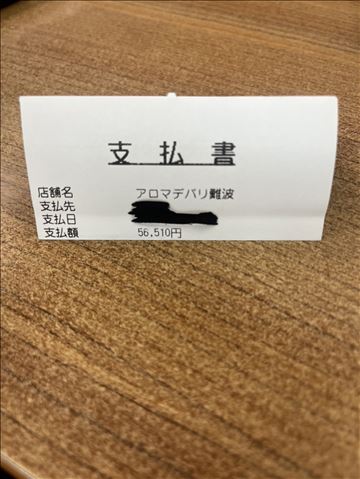 支払書
店舗名 アロマデバリ難波
支払先
支払日
支払額 56,510円